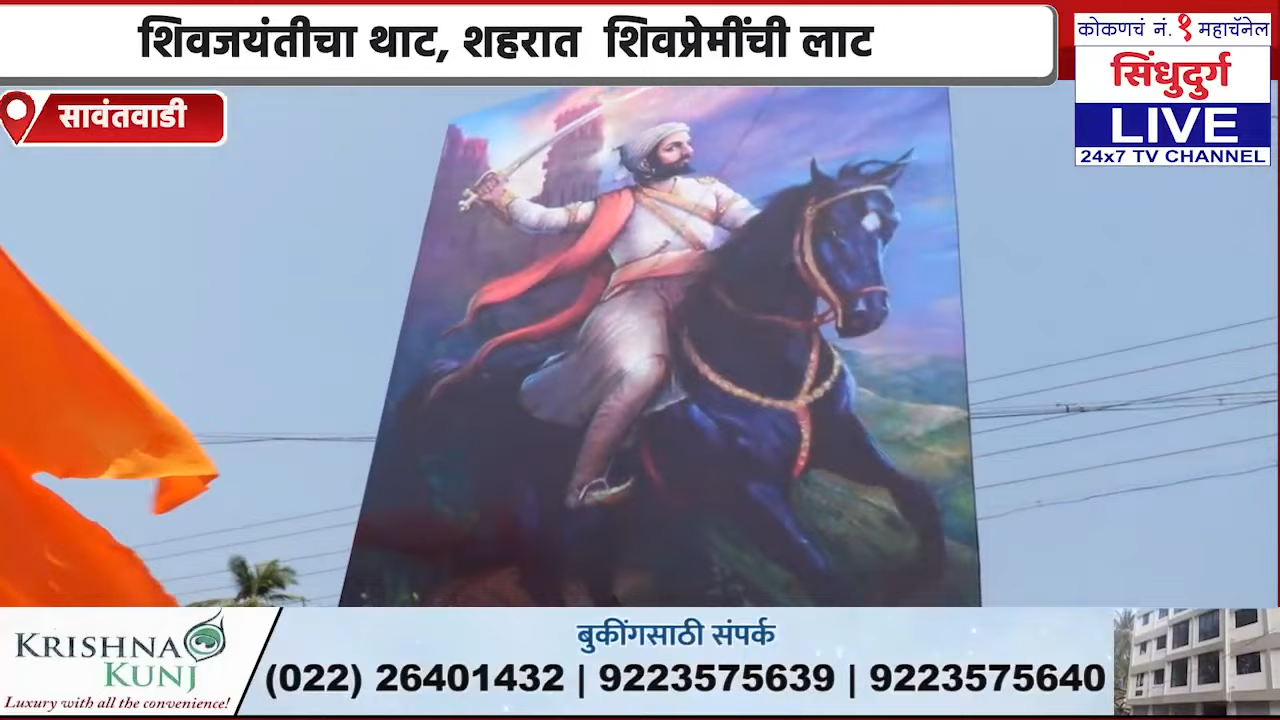 शिवजयंतीचा थाट, शहरात शिवप्रेमींची लाट
कोकणचं नं. १ महाचॅनेल
सिंधुदुर्ग
LIVE
24x7 TV CHANNEL
सावंतवाडी
KRISHNA
KUNJ
Luxury with all the convenience!
बुकींगसाठी संपर्क
(022) 26401432 | 9223575639 | 9223575640